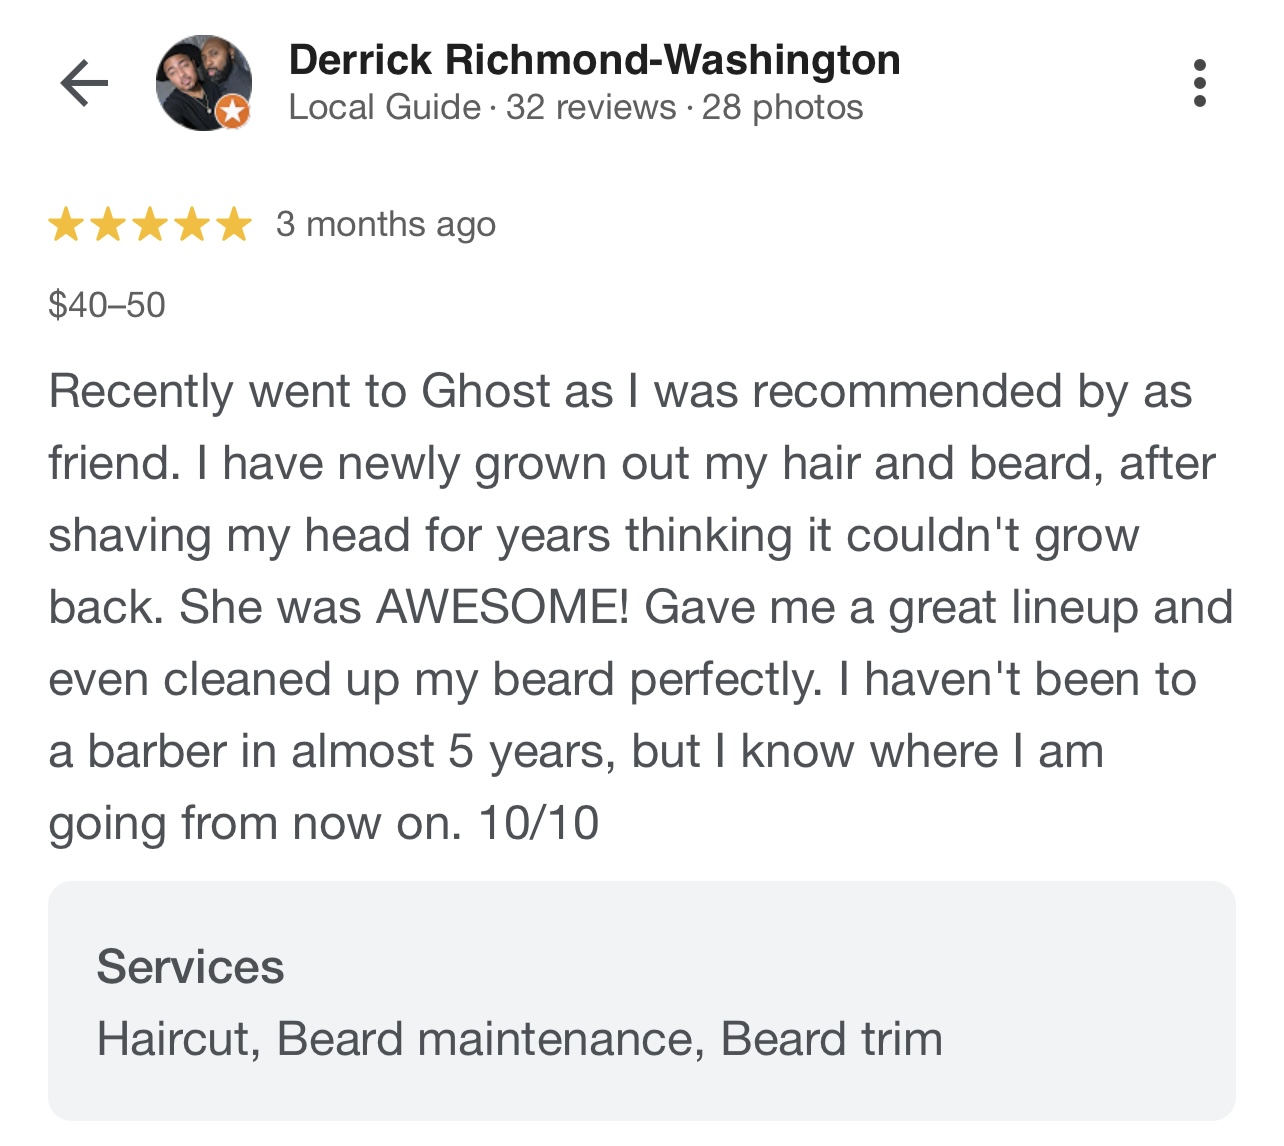 Derrick Richmond-Washington
Local Guide · 32 reviews · 28 photos
3 months ago
$40–50
Recently went to Ghost as I was recommended by as
friend. I have newly grown out my hair and beard, after
shaving my head for years thinking it couldn't grow
back. She was AWESOME! Gave me a great lineup and
even cleaned up my beard perfectly. I haven't been to
a barber in almost 5 years, but I know where I am
going from now on. 10/10
Services
Haircut, Beard maintenance, Beard trim